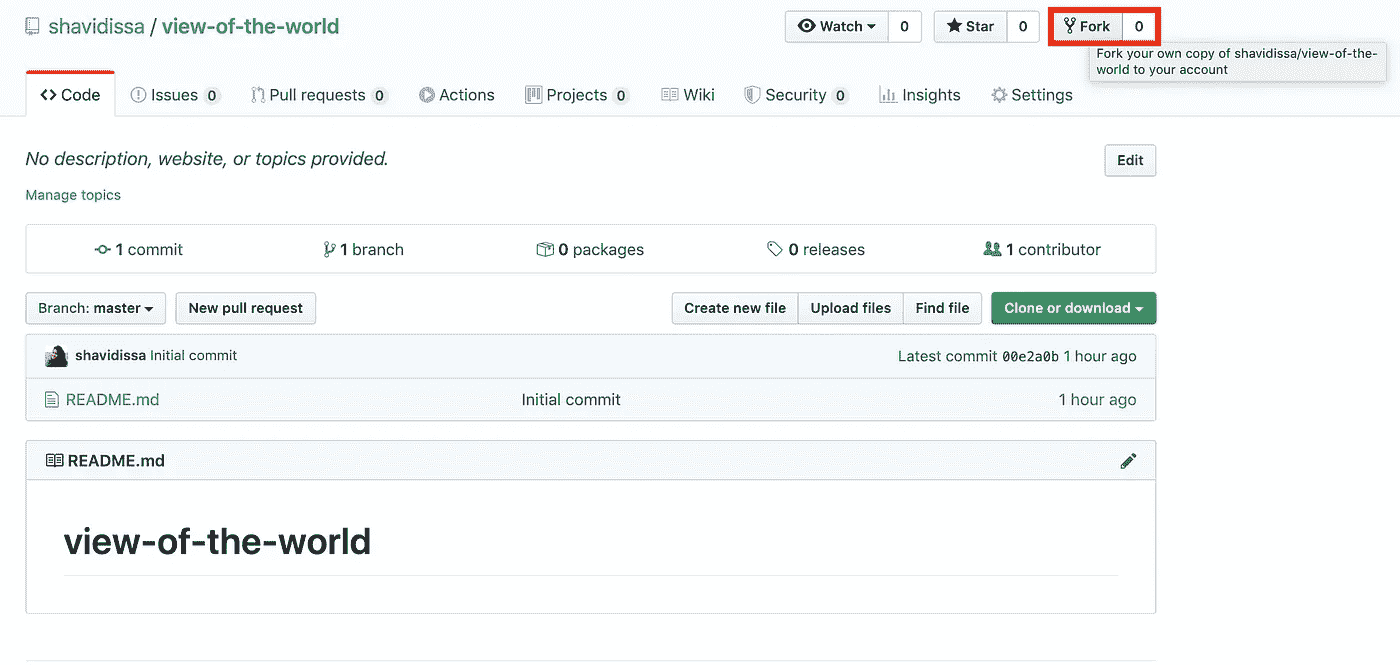 shavidissa / view-of-the-world
Watch 0 Star 0 Fork 0
Fork your own copy of shavidissa/view-of-the-
world to your account
Code Issues 0 Pull requests 0 Actions Projects 0 Wiki Security 0 Insights Settings
No description, website, or topics provided.
Edit
Manage topics
1 commit 1 branch 0 packages 0 releases 1 contributor
Branch: master New pull request Create new file Upload files Find file Clone or download
shavidissa Initial commit Latest commit 00e2a0b 1 hour ago
README.md Initial commit 1 hour ago
README.md
view-of-the-world